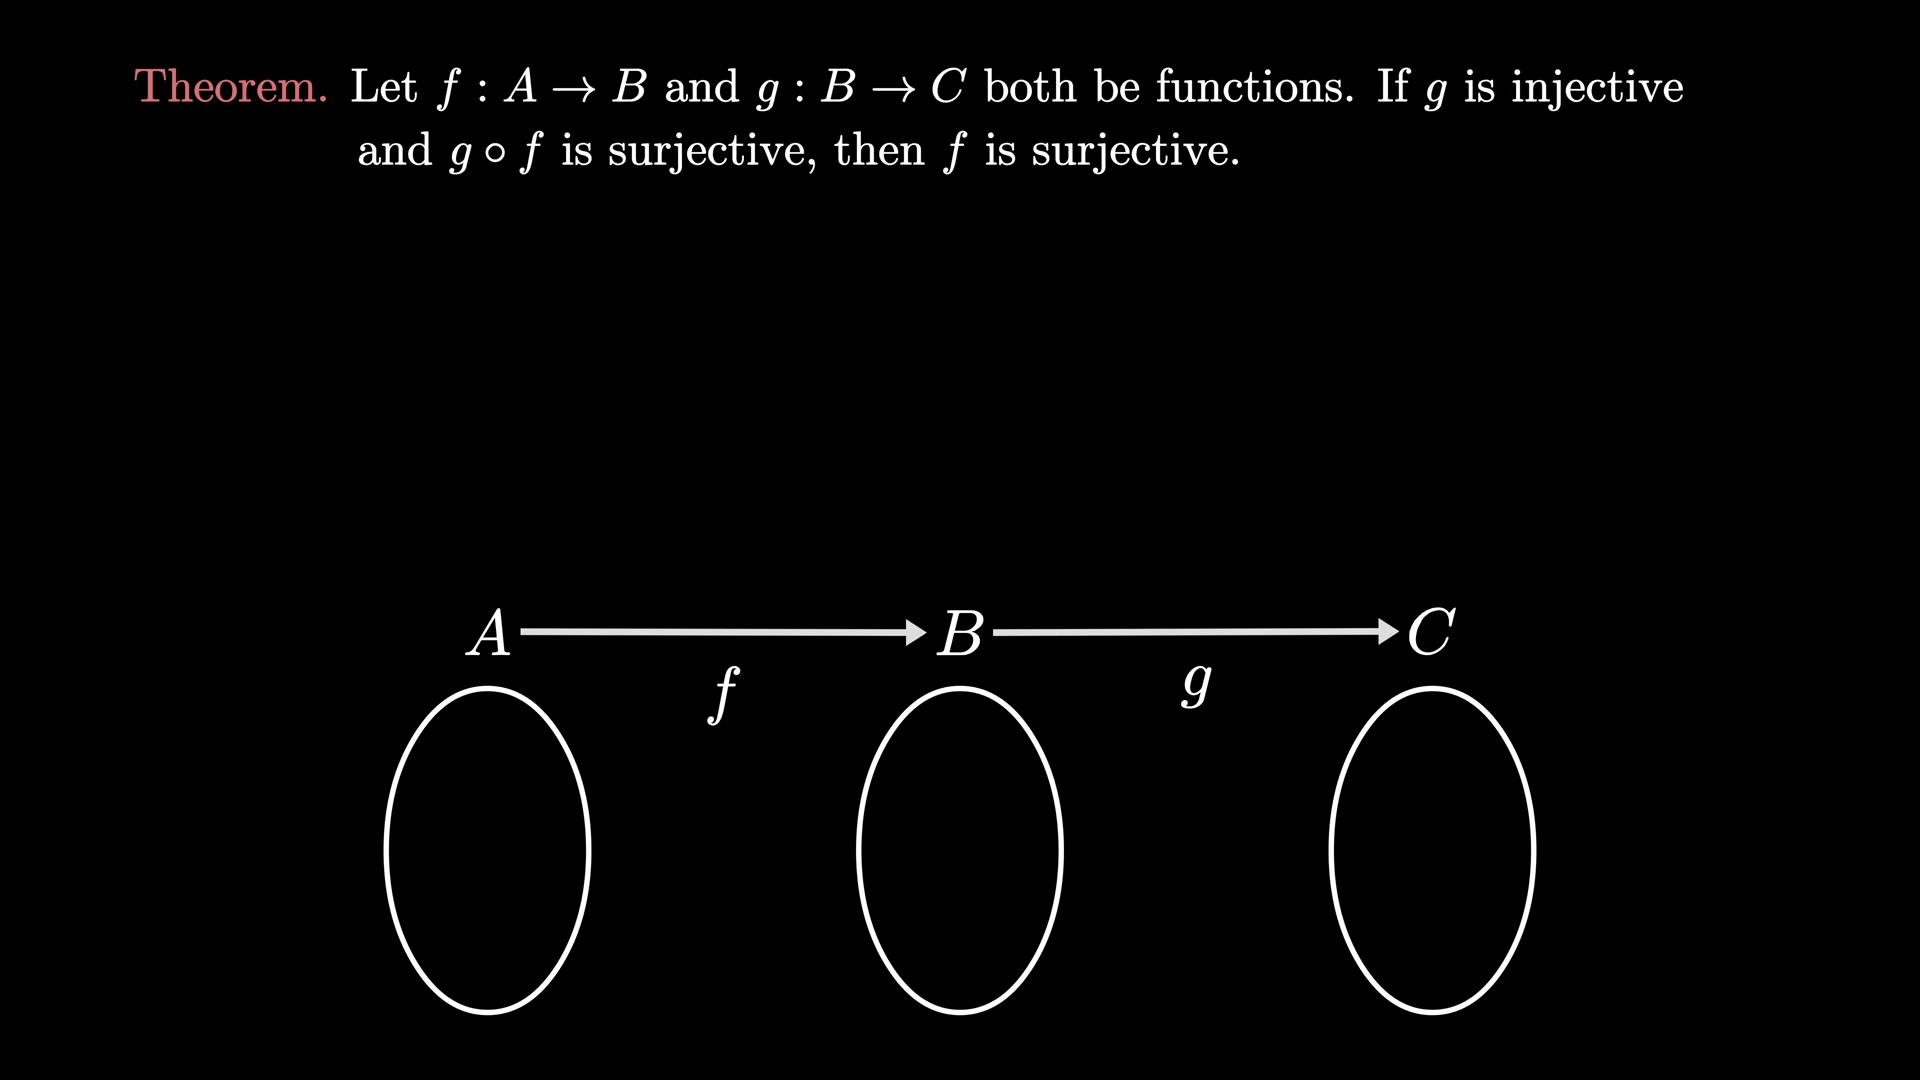 Theorem. Let f : A → B and g : B → C both be functions. If g is injective
and g ∘ f is surjective, then f is surjective.
A B C
f g